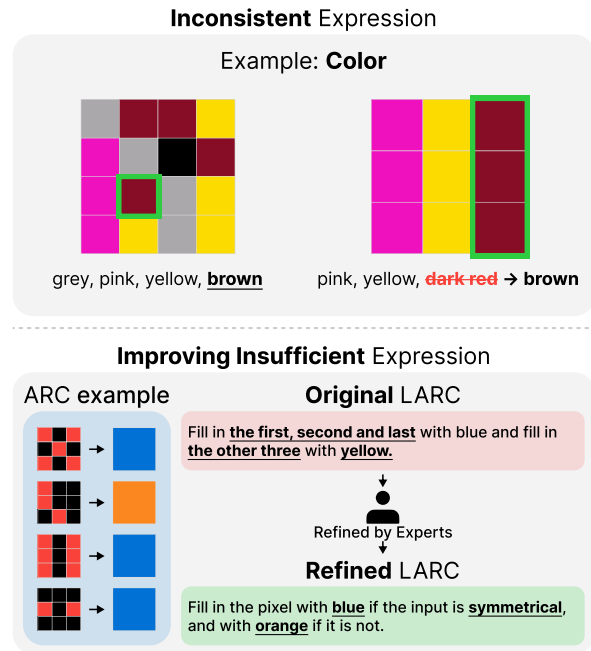 Inconsistent Expression
Example: Color
grey, pink, yellow, brown
pink, yellow, dark red → brown
Improving Insufficient Expression
ARC example
Original LARC
Fill in the first, second and last with blue and fill in
the other three with yellow.
Refined by Experts
Refined LARC
Fill in the pixel with blue if the input is symmetrical,
and with orange if it is not.